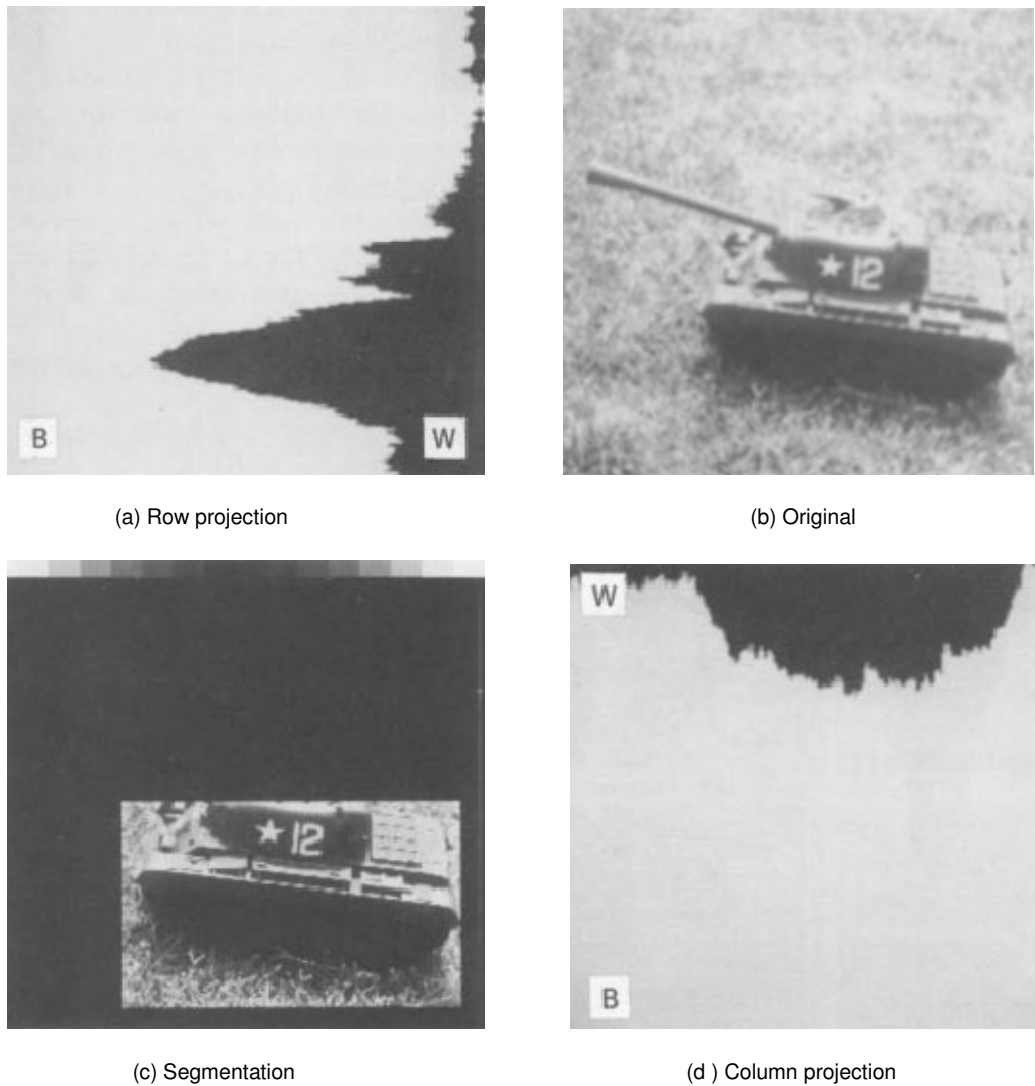 B
W
★12
(a) Row projection
(b) Original
W
★12
B
(c) Segmentation
(d ) Column projection